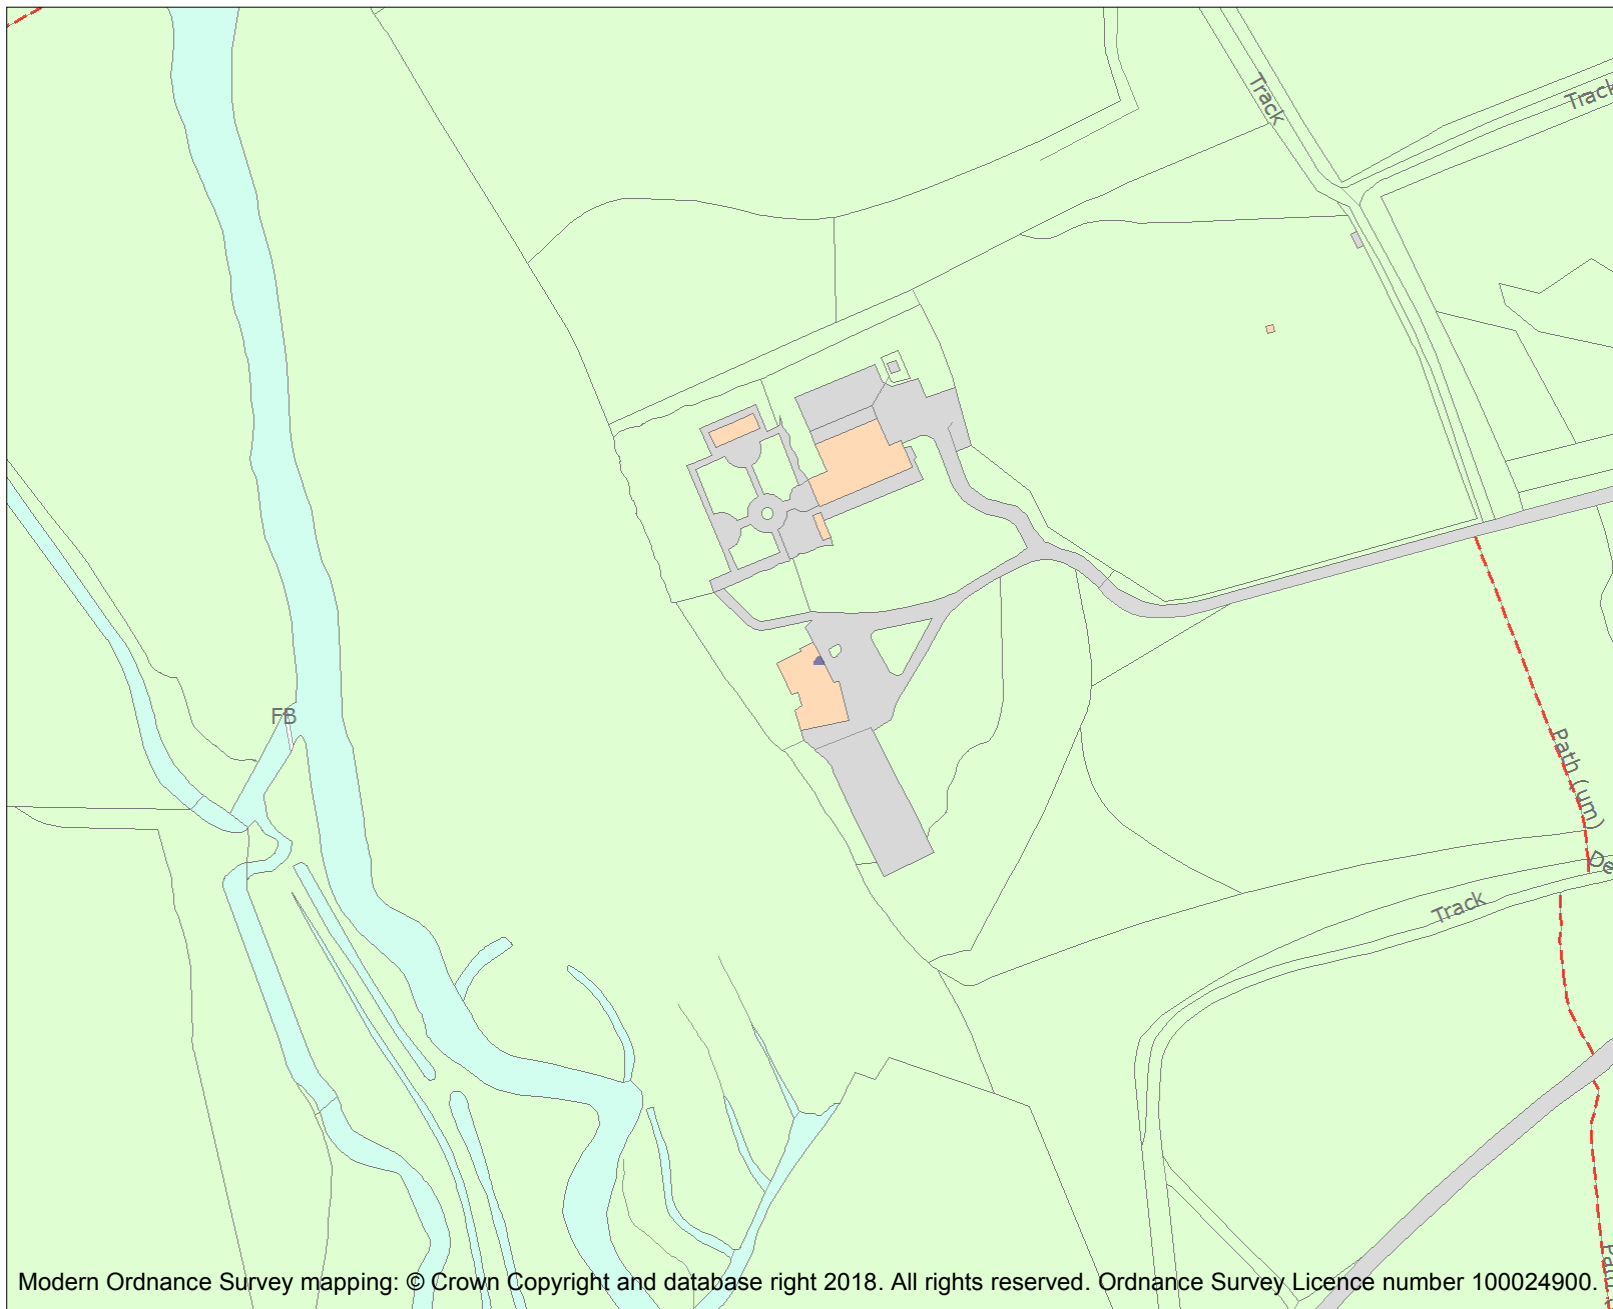 Track
Track
FB
Path (um)
De
Track
Modern Ordnance Survey mapping: © Crown Copyright and database right 2018. All rights reserved. Ordnance Survey Licence number 100024900.